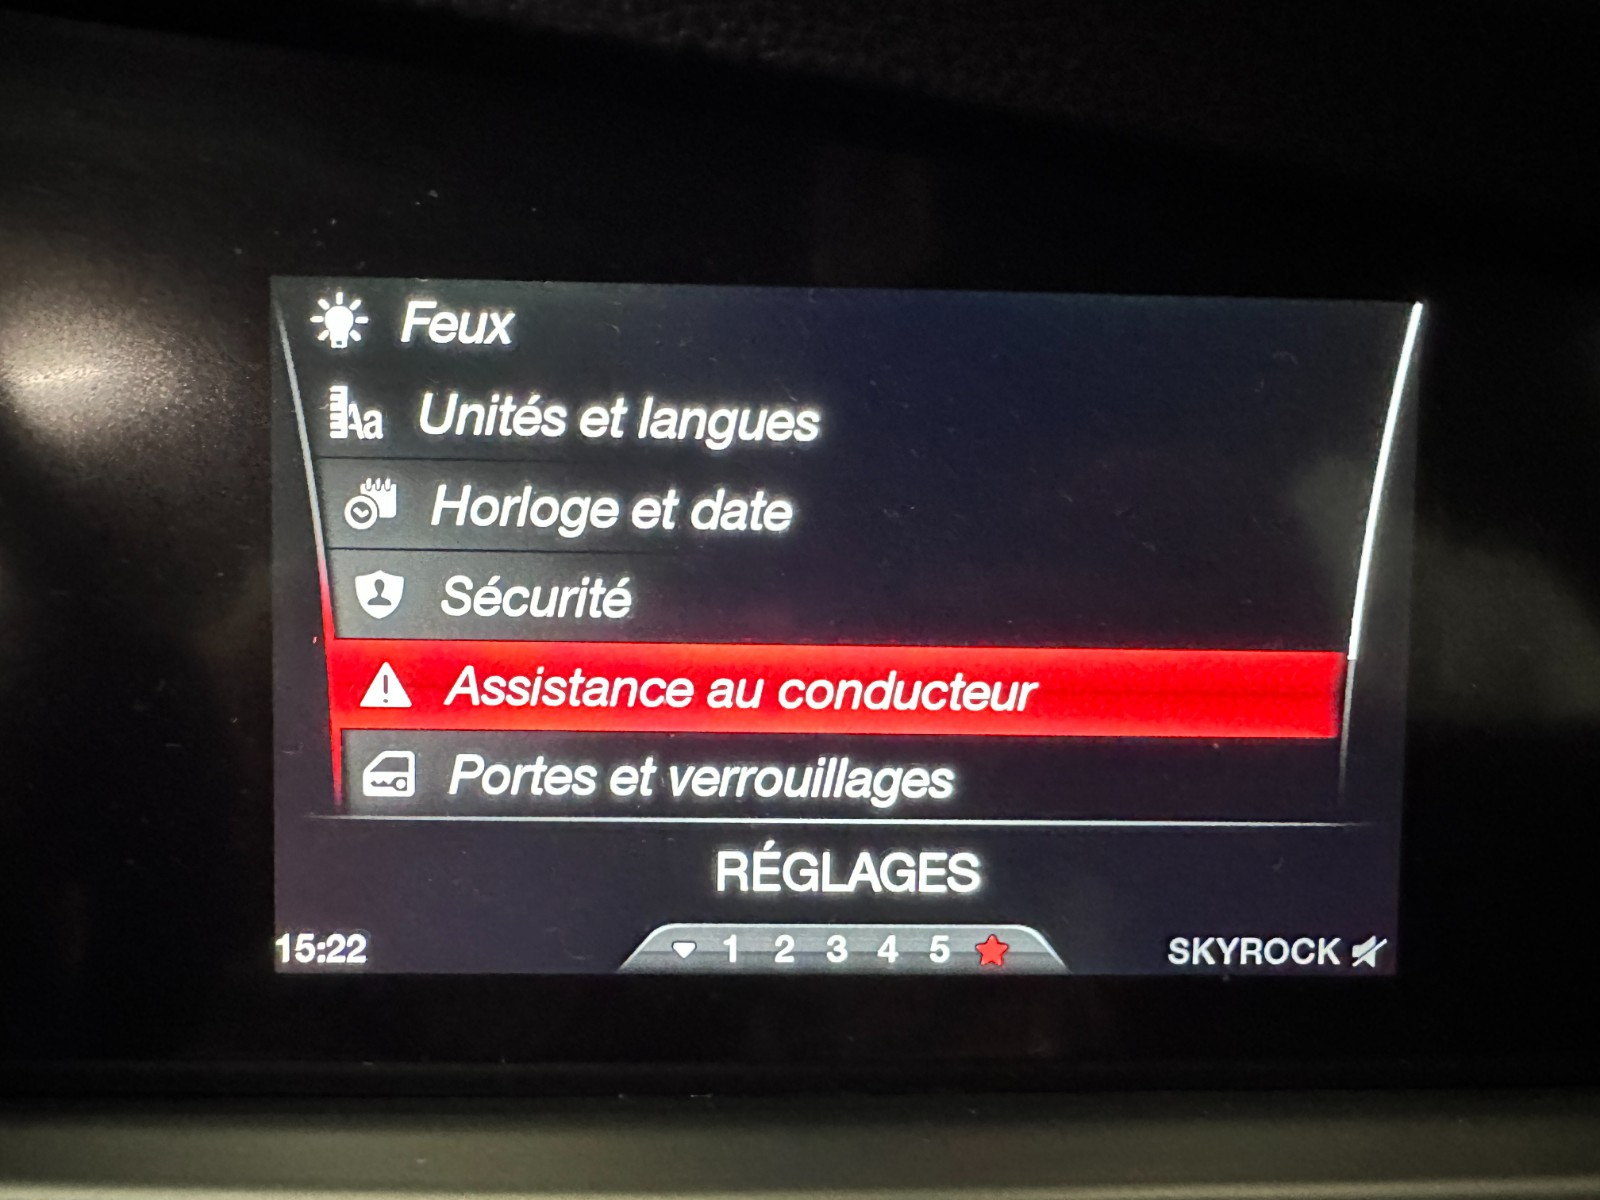 Feux
Aa Unités et langues
Horloge et date
Sécurité
Assistance au conducteur
Portes et verrouillages
RÉGLAGES
15:22 1 2 3 4 5 SKYROCK